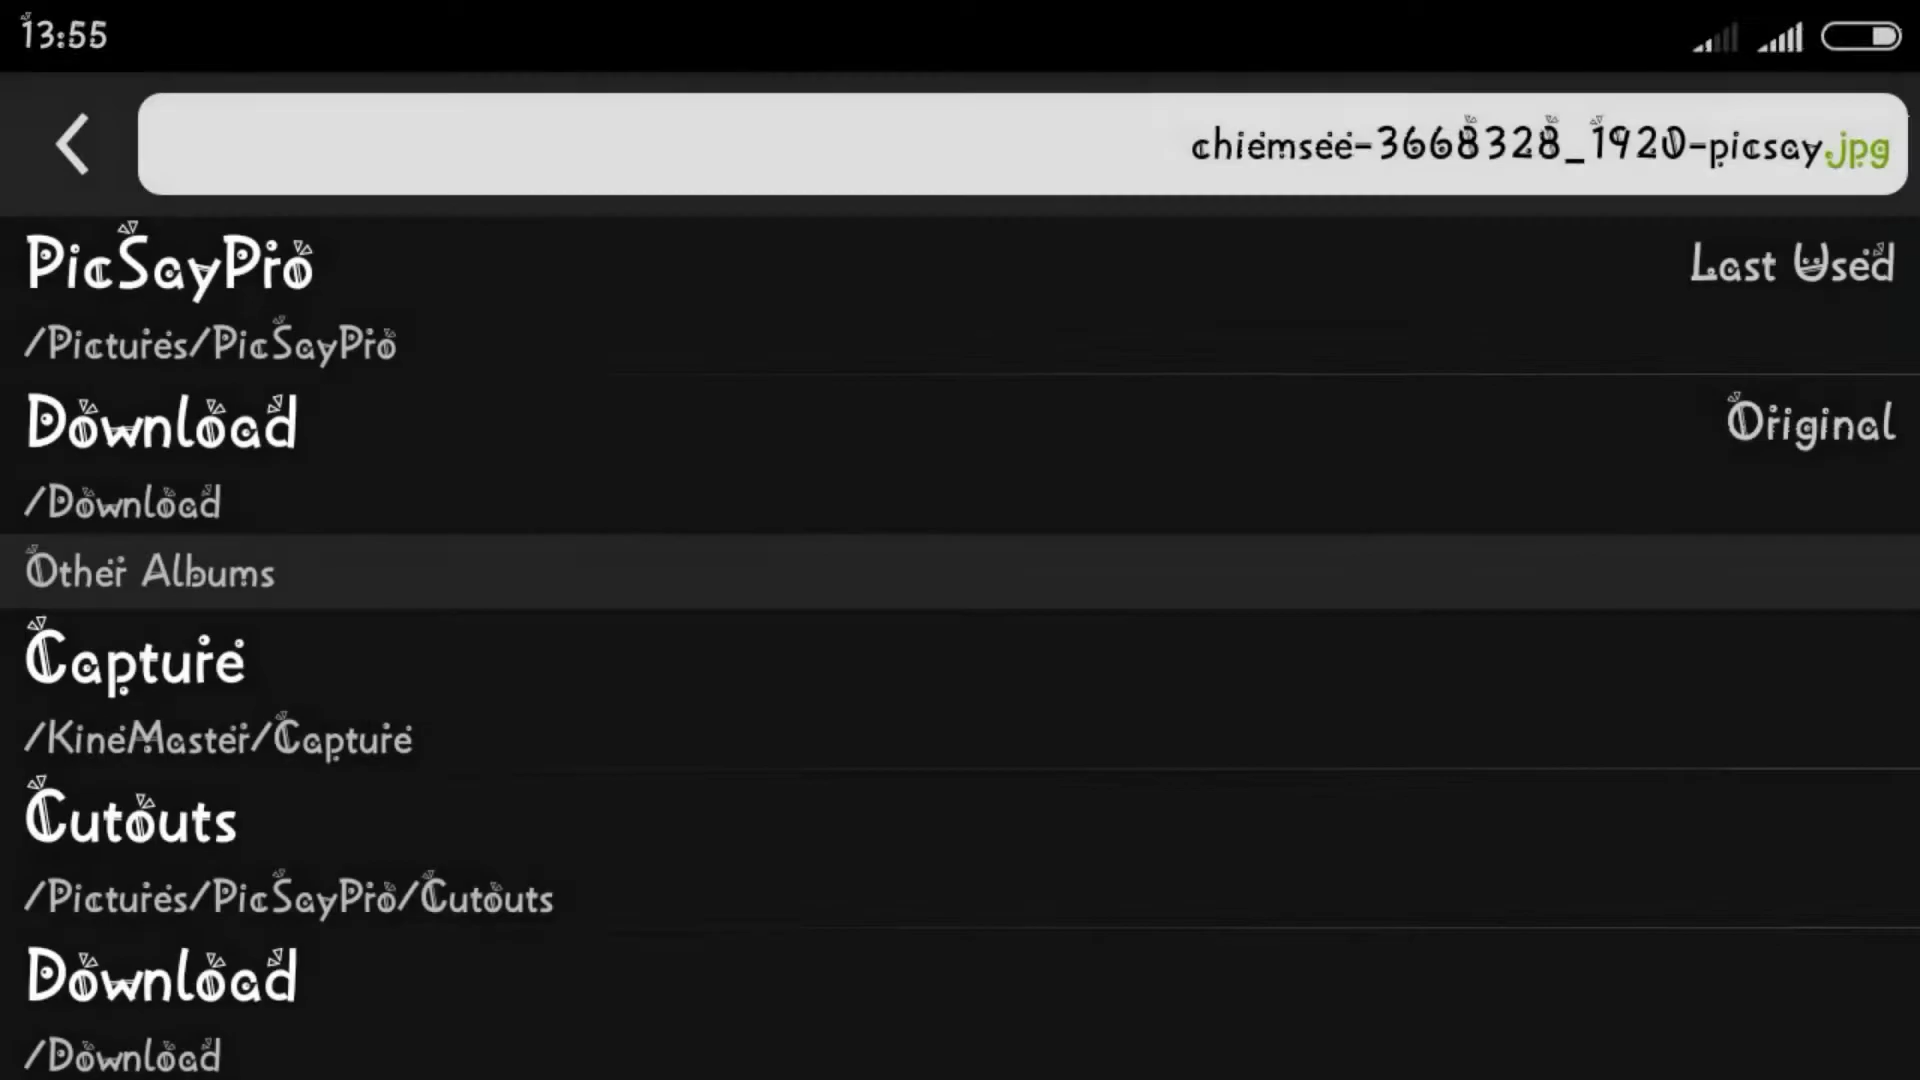 13:55
chiemsee-3668328_1920-picsay.jpg
PicSayPro
Last Used
/Pictures/PicSayPro
Download
Original
/Download
Other Albums
Capture
/KineMaster/Capture
Cutouts
/Pictures/PicSayPro/Cutouts
Download
/Download